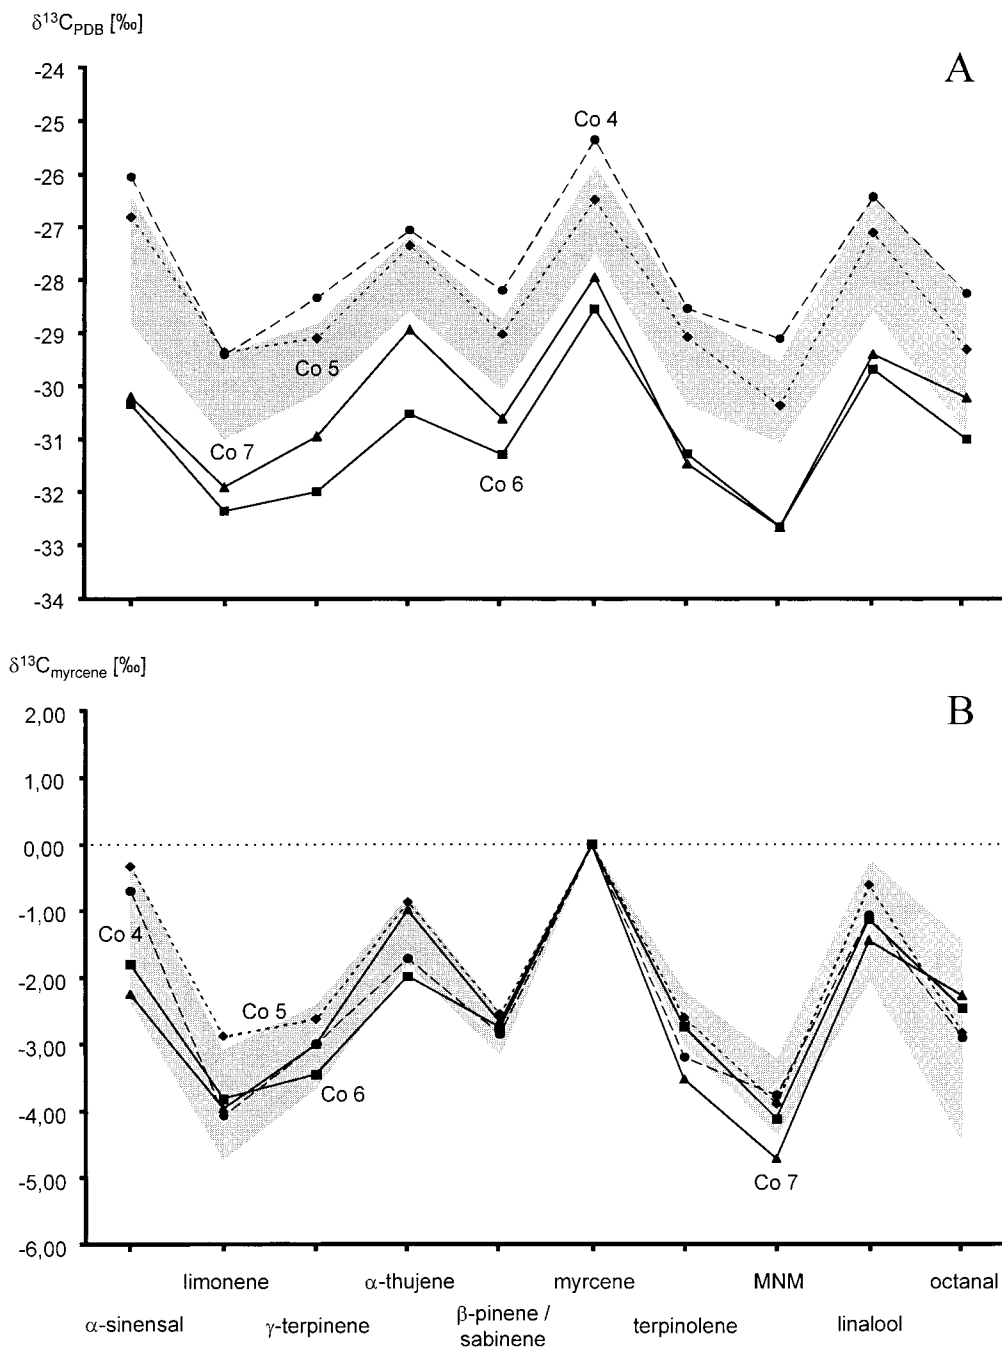 δ¹³C_PDB [‰]
A
-24
-25
-26
-27
-28
-29
-30
-31
-32
-33
-34
Co 4
Co 5
Co 7
Co 6
δ¹³C_myrcene [‰]
B
2,00
1,00
0,00
-1,00
-2,00
-3,00
-4,00
-5,00
-6,00
Co 4
Co 5
Co 6
Co 7
limonene
α-thujene
myrcene
MNM
octanal
α-sinensal
γ-terpinene
β-pinene /
sabinene
terpinolene
linalool